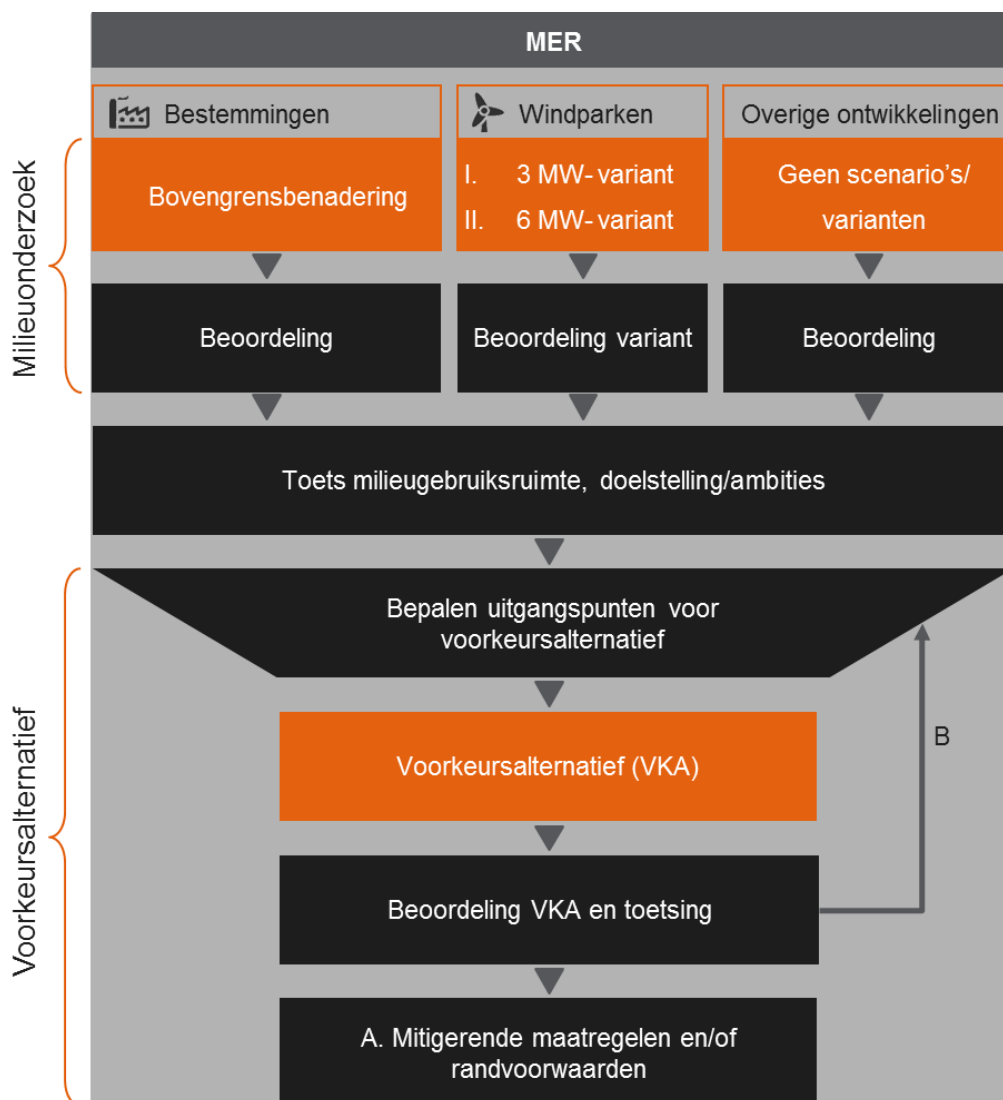 MER
Bestemmingen
Windparken
Overige ontwikkelingen
Bovengrensbenadering
I. 3 MW- variant
II. 6 MW- variant
Geen scenario's/
varianten
Milieuonderzoek
Beoordeling
Beoordeling variant
Beoordeling
Toets milieugebruiksruimte, doelstelling/ambities
Bepalen uitgangspunten voor
voorkeursalternatief
Voorkeursalternatief
Voorkeursalternatief (VKA)
B
Beoordeling VKA en toetsing
A. Mitigerende maatregelen en/of
randvoorwaarden